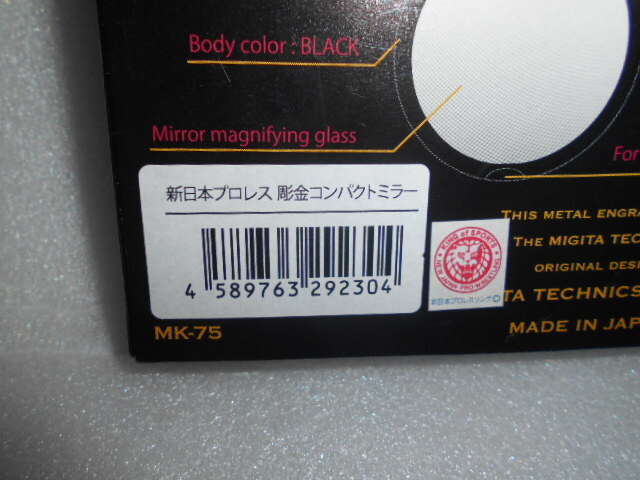 Body color : BLACK
Mirror magnifying glass
For
新日本プロレス 彫金コンパクトミラー
4 589763 292304
KING of SPORTS
NEW JAPAN PRO-WRESTLING
新日本プロレスリング
THIS METAL ENGRA
THE MIGITA TEC
ORIGINAL DES
TA TECHNICS
MADE IN JAP
MK-75